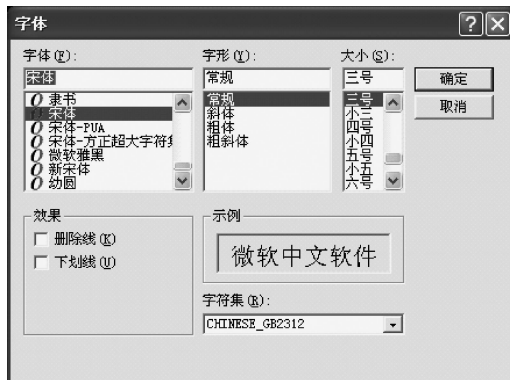 字体
字体(F):
宋体
隶书
宋体
宋体-PUA
宋体-方正超大字符集
微软雅黑
新宋体
幼圆
字形(Y):
常规
常规
斜体
粗体
粗斜体
大小(S):
三号
三号
小三
四号
小四
五号
小五
六号
确定
取消
效果
删除线(K)
下划线(U)
示例
微软中文软件
字符集(R):
CHINESE_GB2312